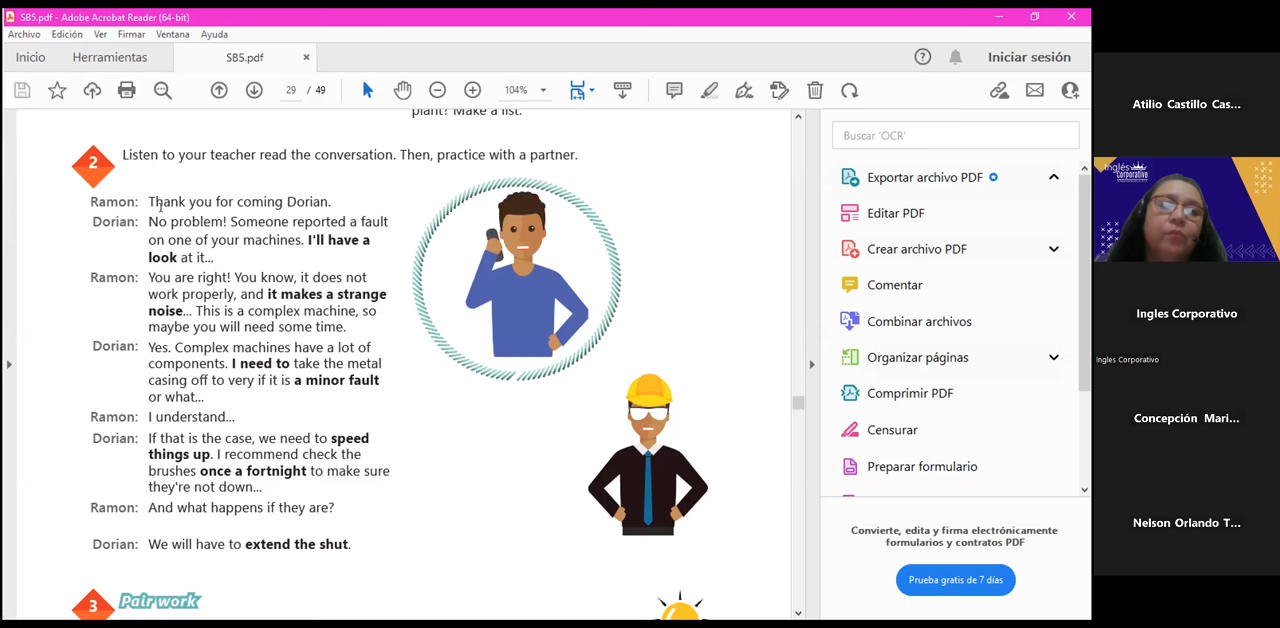 SB5.pdf - Adobe Acrobat Reader (64-bit)
Archivo Edición Ver Firmar Ventana Ayuda
Inicio Herramientas SB5.pdf × Iniciar sesión
29 / 49 104%
plant? Make a list.
2 Listen to your teacher read the conversation. Then, practice with a partner.
Ramon: Thank you for coming Dorian.
Dorian: No problem! Someone reported a fault
on one of your machines. I'll have a
look at it...
Ramon: You are right! You know, it does not
work properly, and it makes a strange
noise... This is a complex machine, so
maybe you will need some time.
Dorian: Yes. Complex machines have a lot of
components. I need to take the metal
casing off to very if it is a minor fault
or what...
Ramon: I understand...
Dorian: If that is the case, we need to speed
things up. I recommend check the
brushes once a fortnight to make sure
they're not down...
Ramon: And what happens if they are?
Dorian: We will have to extend the shut.
3 Pair work
Buscar 'OCR'
Exportar archivo PDF
Editar PDF
Crear archivo PDF
Comentar
Combinar archivos
Organizar páginas
Comprimir PDF
Censurar
Preparar formulario
Convierte, edita y firma electrónicamente
formularios y contratos PDF
Prueba gratis de 7 días
Atilio Castillo Cas...
Inglés
Corporativo
Ingles Corporativo
Ingles Corporativo
Concepción Mari...
Nelson Orlando T...